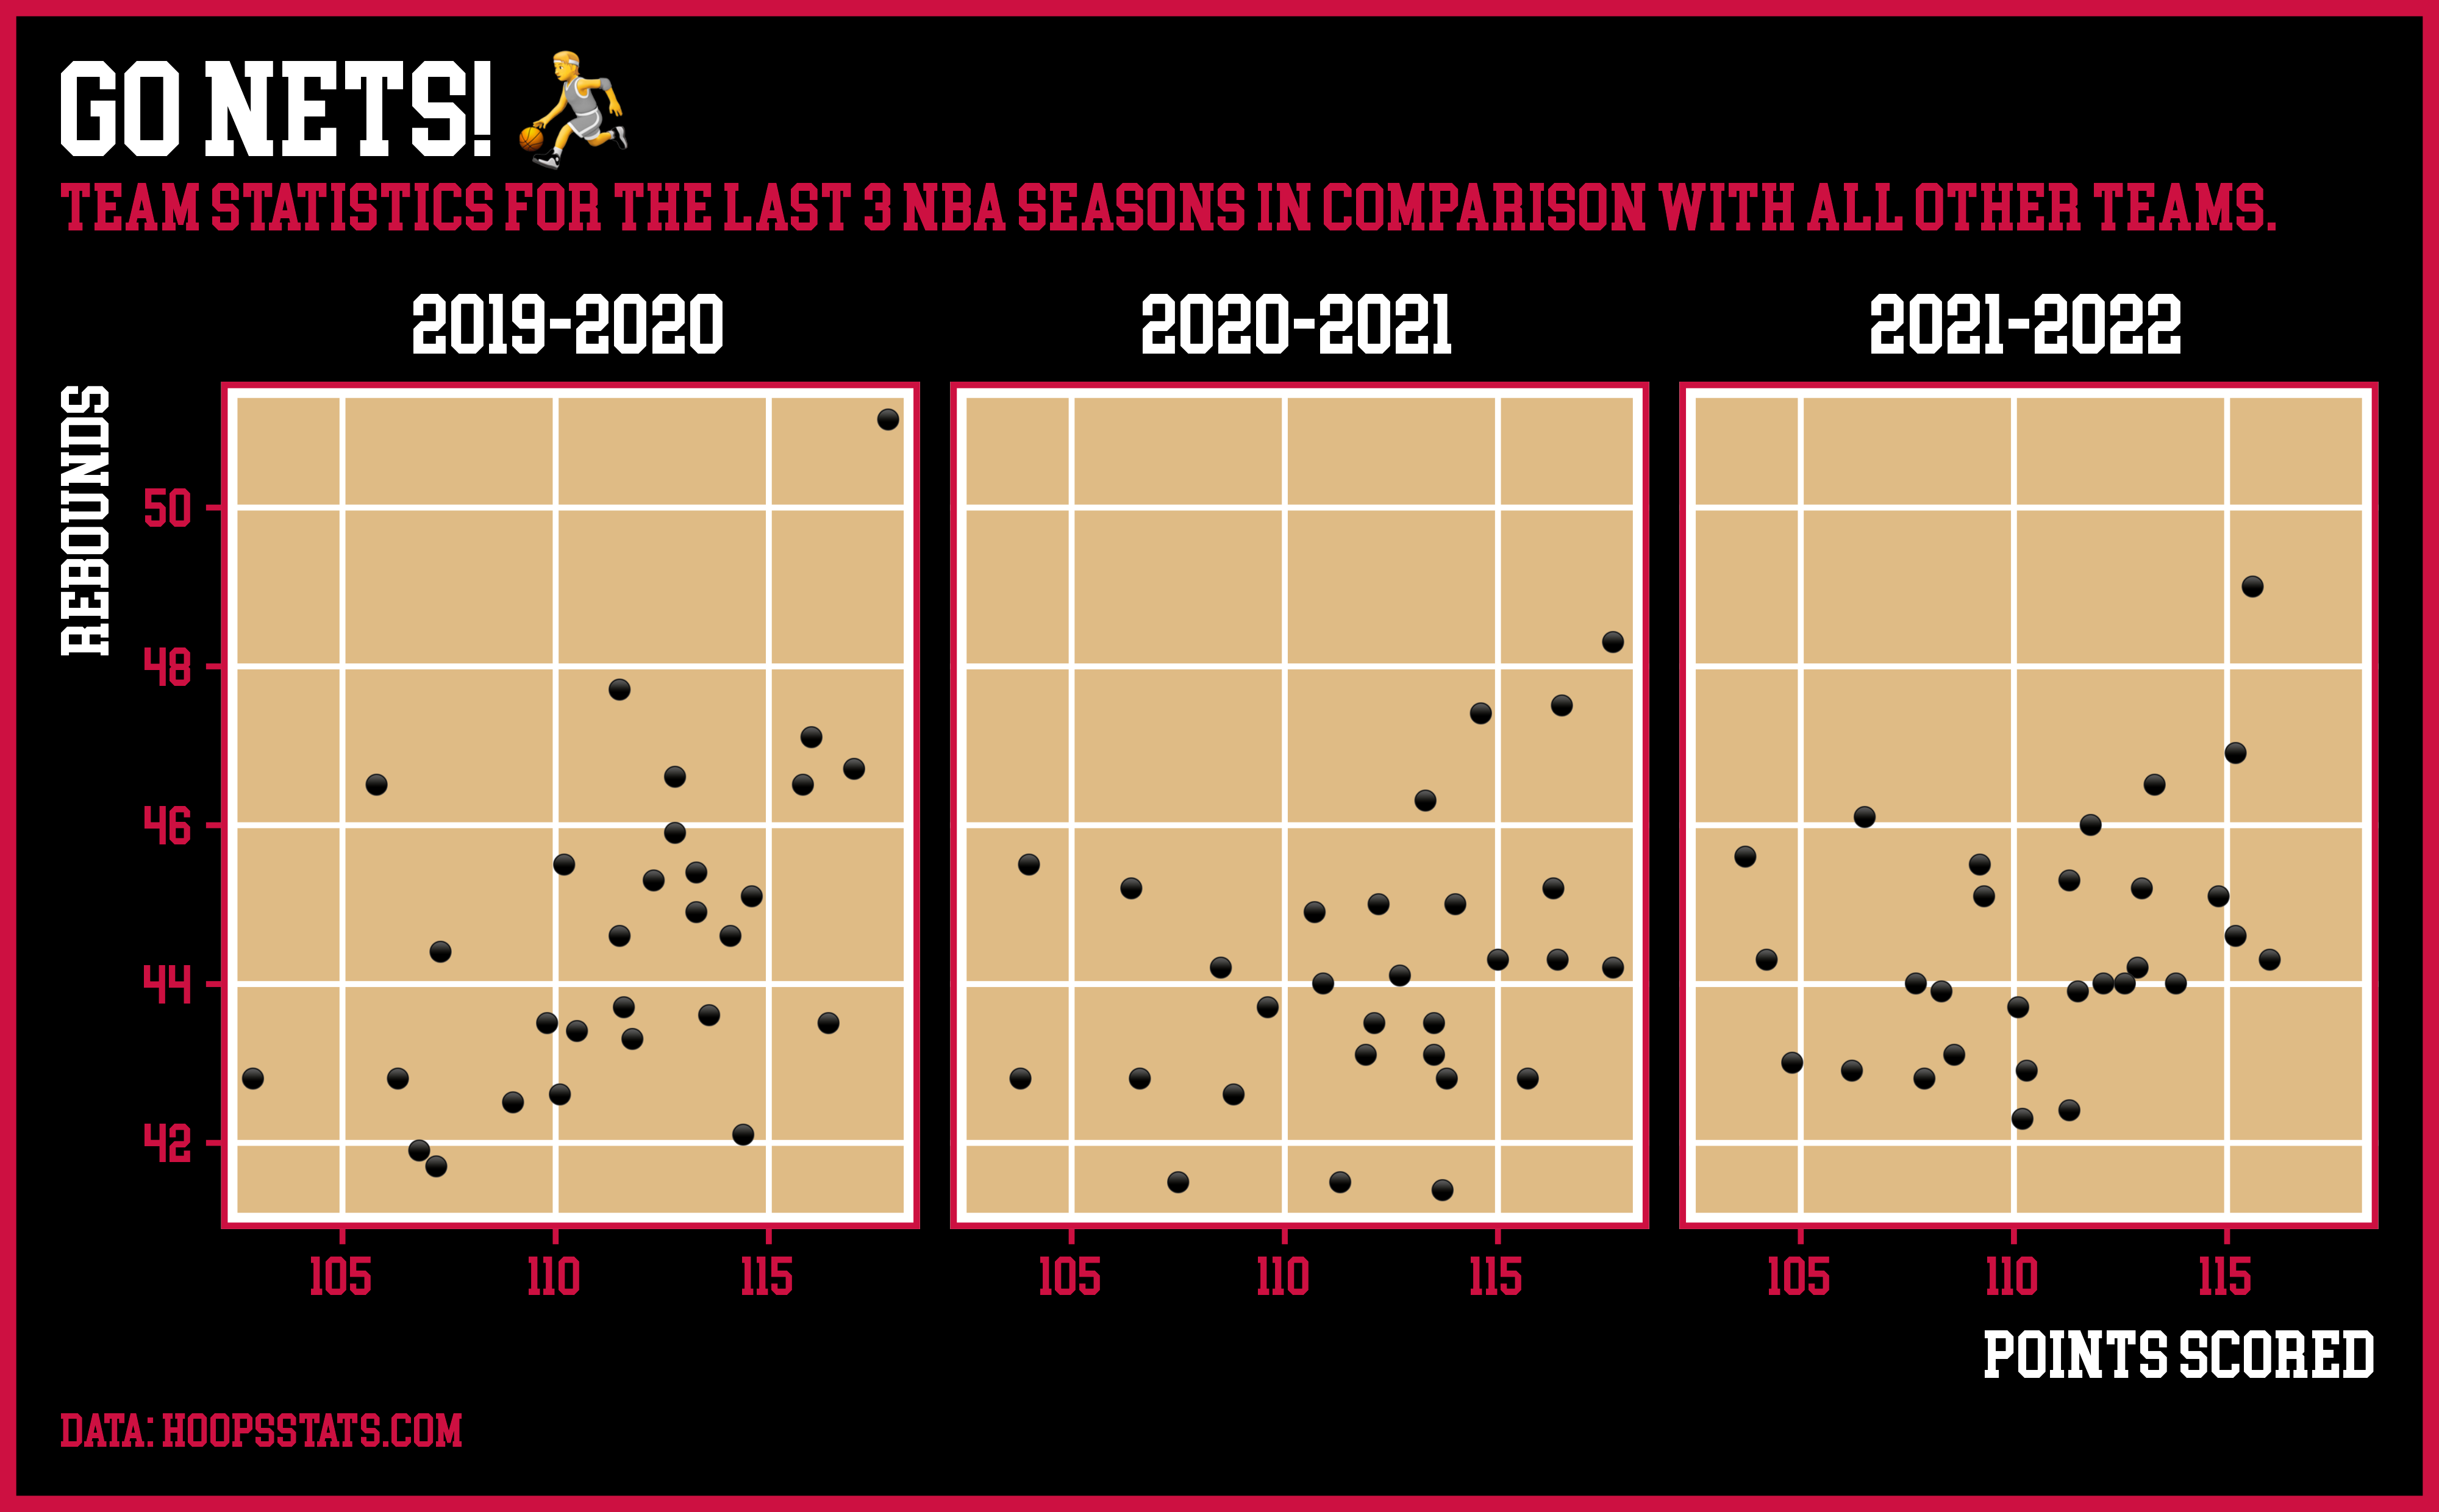 GO NETS!
TEAM STATISTICS FOR THE LAST 3 NBA SEASONS IN COMPARISON WITH ALL OTHER TEAMS.
2019-2020
2020-2021
2021-2022
REBOUNDS
50
48
46
44
42
105 110 115
105 110 115
105 110 115
POINTS SCORED
DATA: HOOPSSTATS.COM